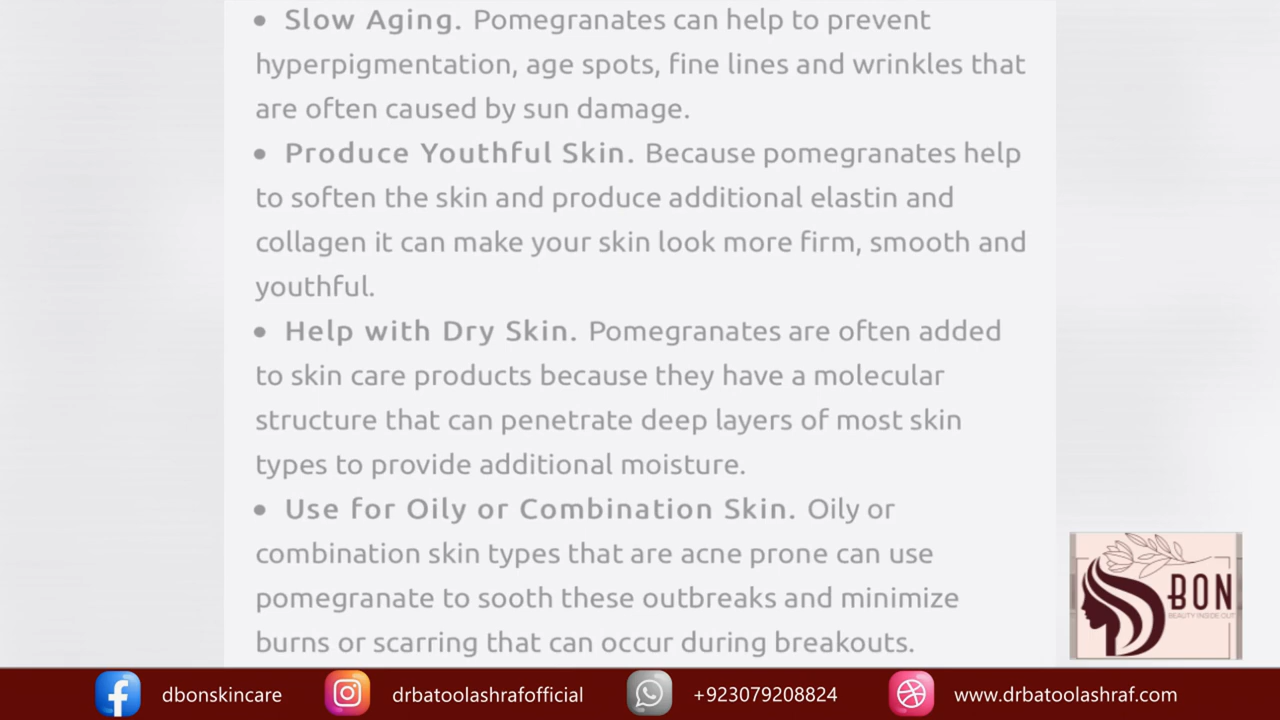 • Slow Aging. Pomegranates can help to prevent
hyperpigmentation, age spots, fine lines and wrinkles that
are often caused by sun damage.
• Produce Youthful Skin. Because pomegranates help
to soften the skin and produce additional elastin and
collagen it can make your skin look more firm, smooth and
youthful.
• Help with Dry Skin. Pomegranates are often added
to skin care products because they have a molecular
structure that can penetrate deep layers of most skin
types to provide additional moisture.
• Use for Oily or Combination Skin. Oily or
combination skin types that are acne prone can use
pomegranate to sooth these outbreaks and minimize
burns or scarring that can occur during breakouts.
BON
BEAUTY INSIDE OUT
dbonskincare
drbatoolashrafofficial
+923079208824
www.drbatoolashraf.com